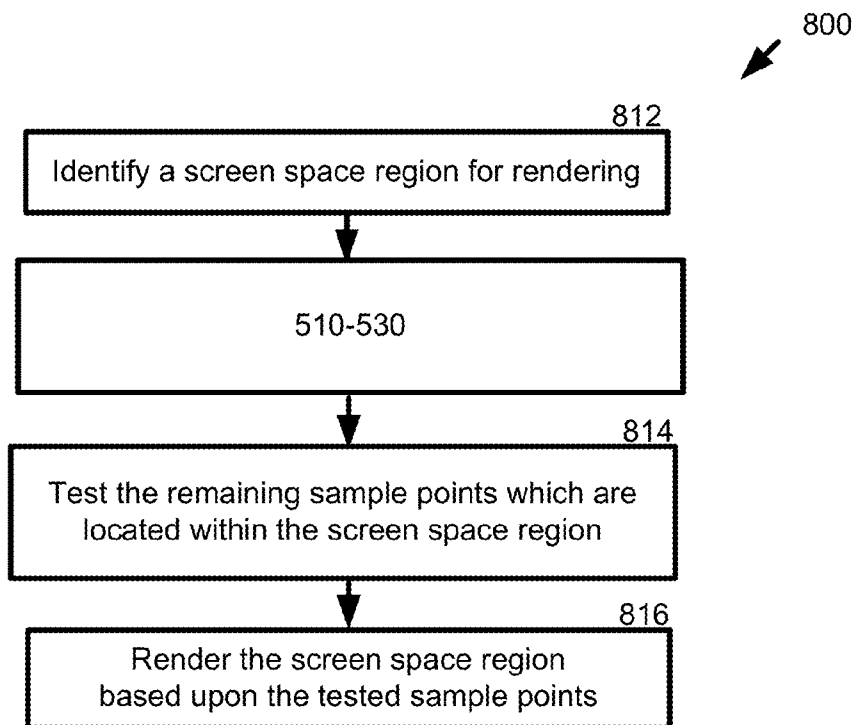 800
812
Identify a screen space region for rendering
510-530
814
Test the remaining sample points which are
located within the screen space region
816
Render the screen space region
based upon the tested sample points